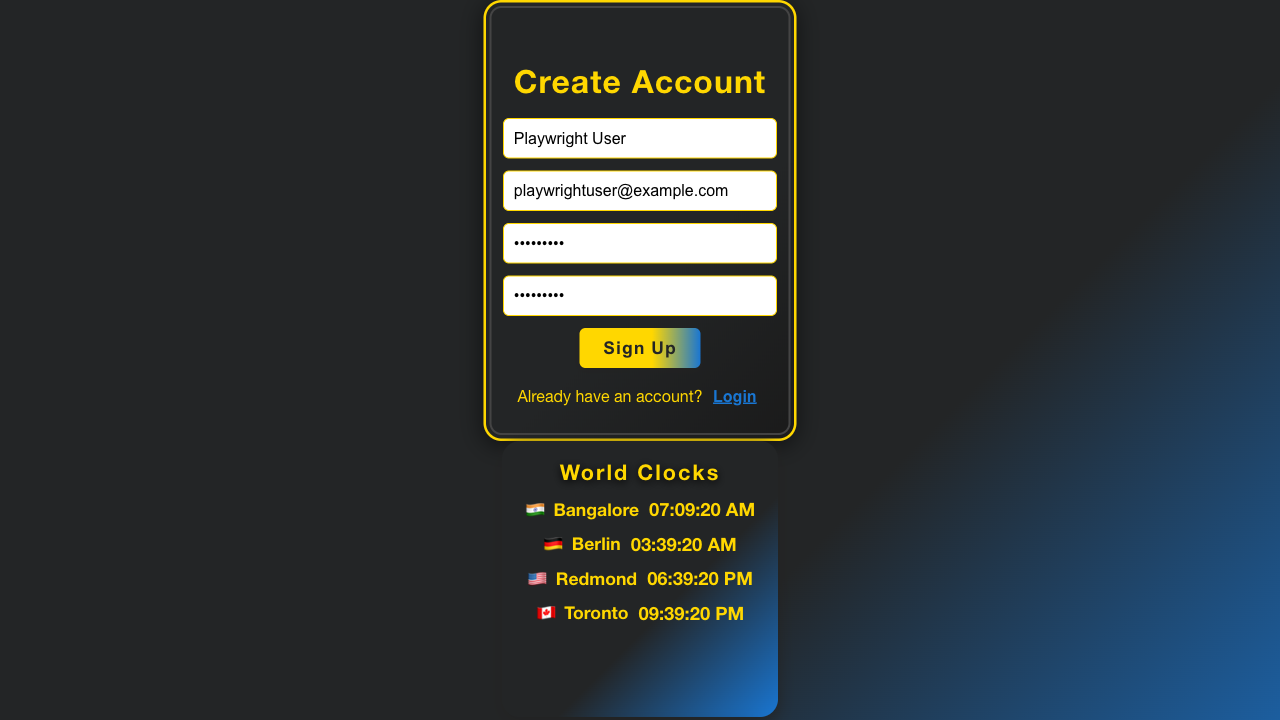 Create Account
Playwright User
playwrightuser@example.com
•••••••••
•••••••••
Sign Up
Already have an account? Login
World Clocks
🇮🇳 Bangalore 07:09:20 AM
🇩🇪 Berlin 03:39:20 AM
🇺🇸 Redmond 06:39:20 PM
🇨🇦 Toronto 09:39:20 PM